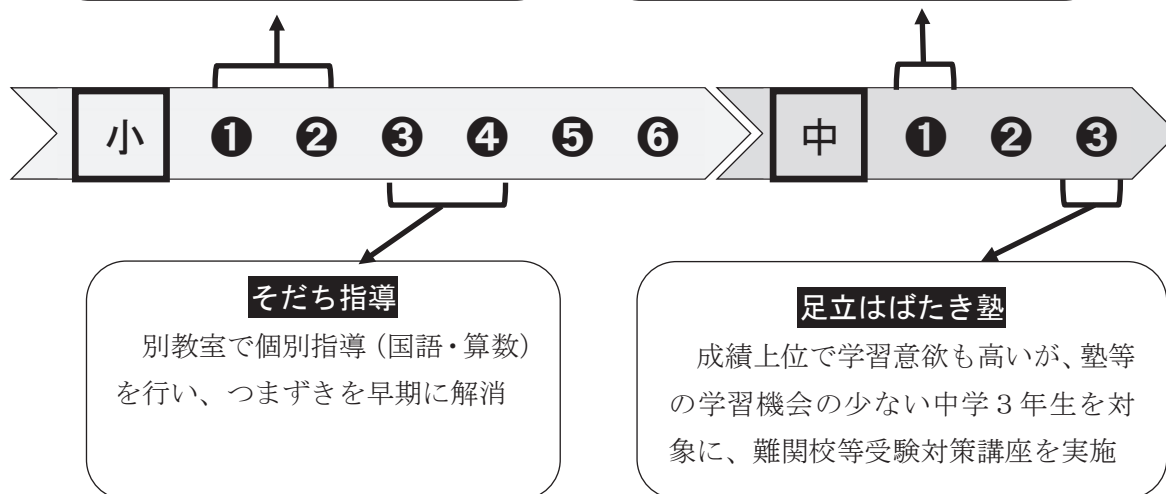 小 ❶ ❷ ❸ ❹ ❺ ❻ 中 ❶ ❷ ❸
そだち指導
別教室で個別指導（国語・算数）
を行い、つまずきを早期に解消
足立はばたき塾
成績上位で学習意欲も高いが、塾等
の学習機会の少ない中学３年生を対
象に、難関校等受験対策講座を実施